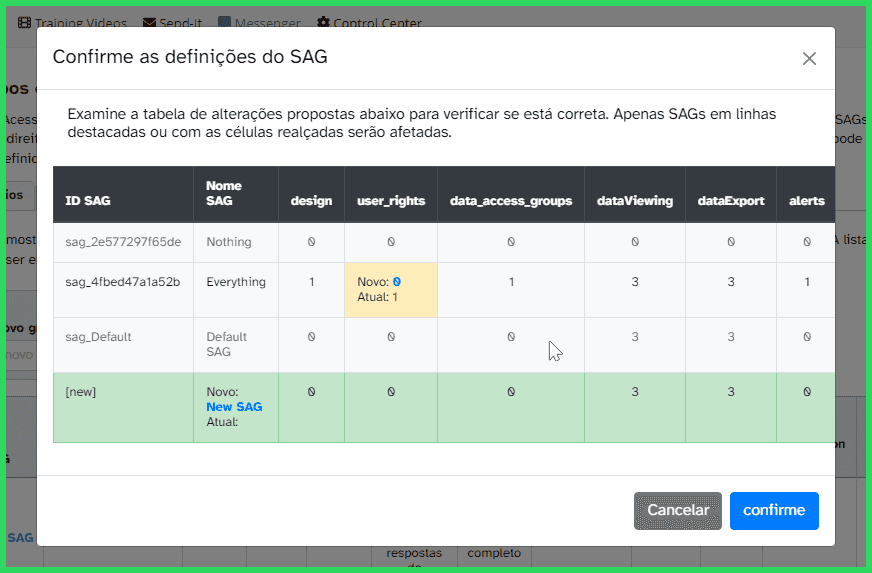 Training Videos Send-It Messenger Control Center
Confirme as definições do SAG
Examine a tabela de alterações propostas abaixo para verificar se está correta. Apenas SAGs em linhas
destacadas ou com as células realçadas serão afetadas.
ID SAG Nome SAG design user_rights data_access_groups dataViewing dataExport alerts
sag_2e577297f65de Nothing 0 0 0 0 0 0
sag_4fbed47a1a52b Everything 1 Novo: 0 1 3 3 1
Atual: 1
sag_Default Default 0 0 0 3 3 0
SAG
[new] Novo: 0 0 0 3 3 0
New SAG
Atual:
Cancelar confirme
SAG
respostas completo